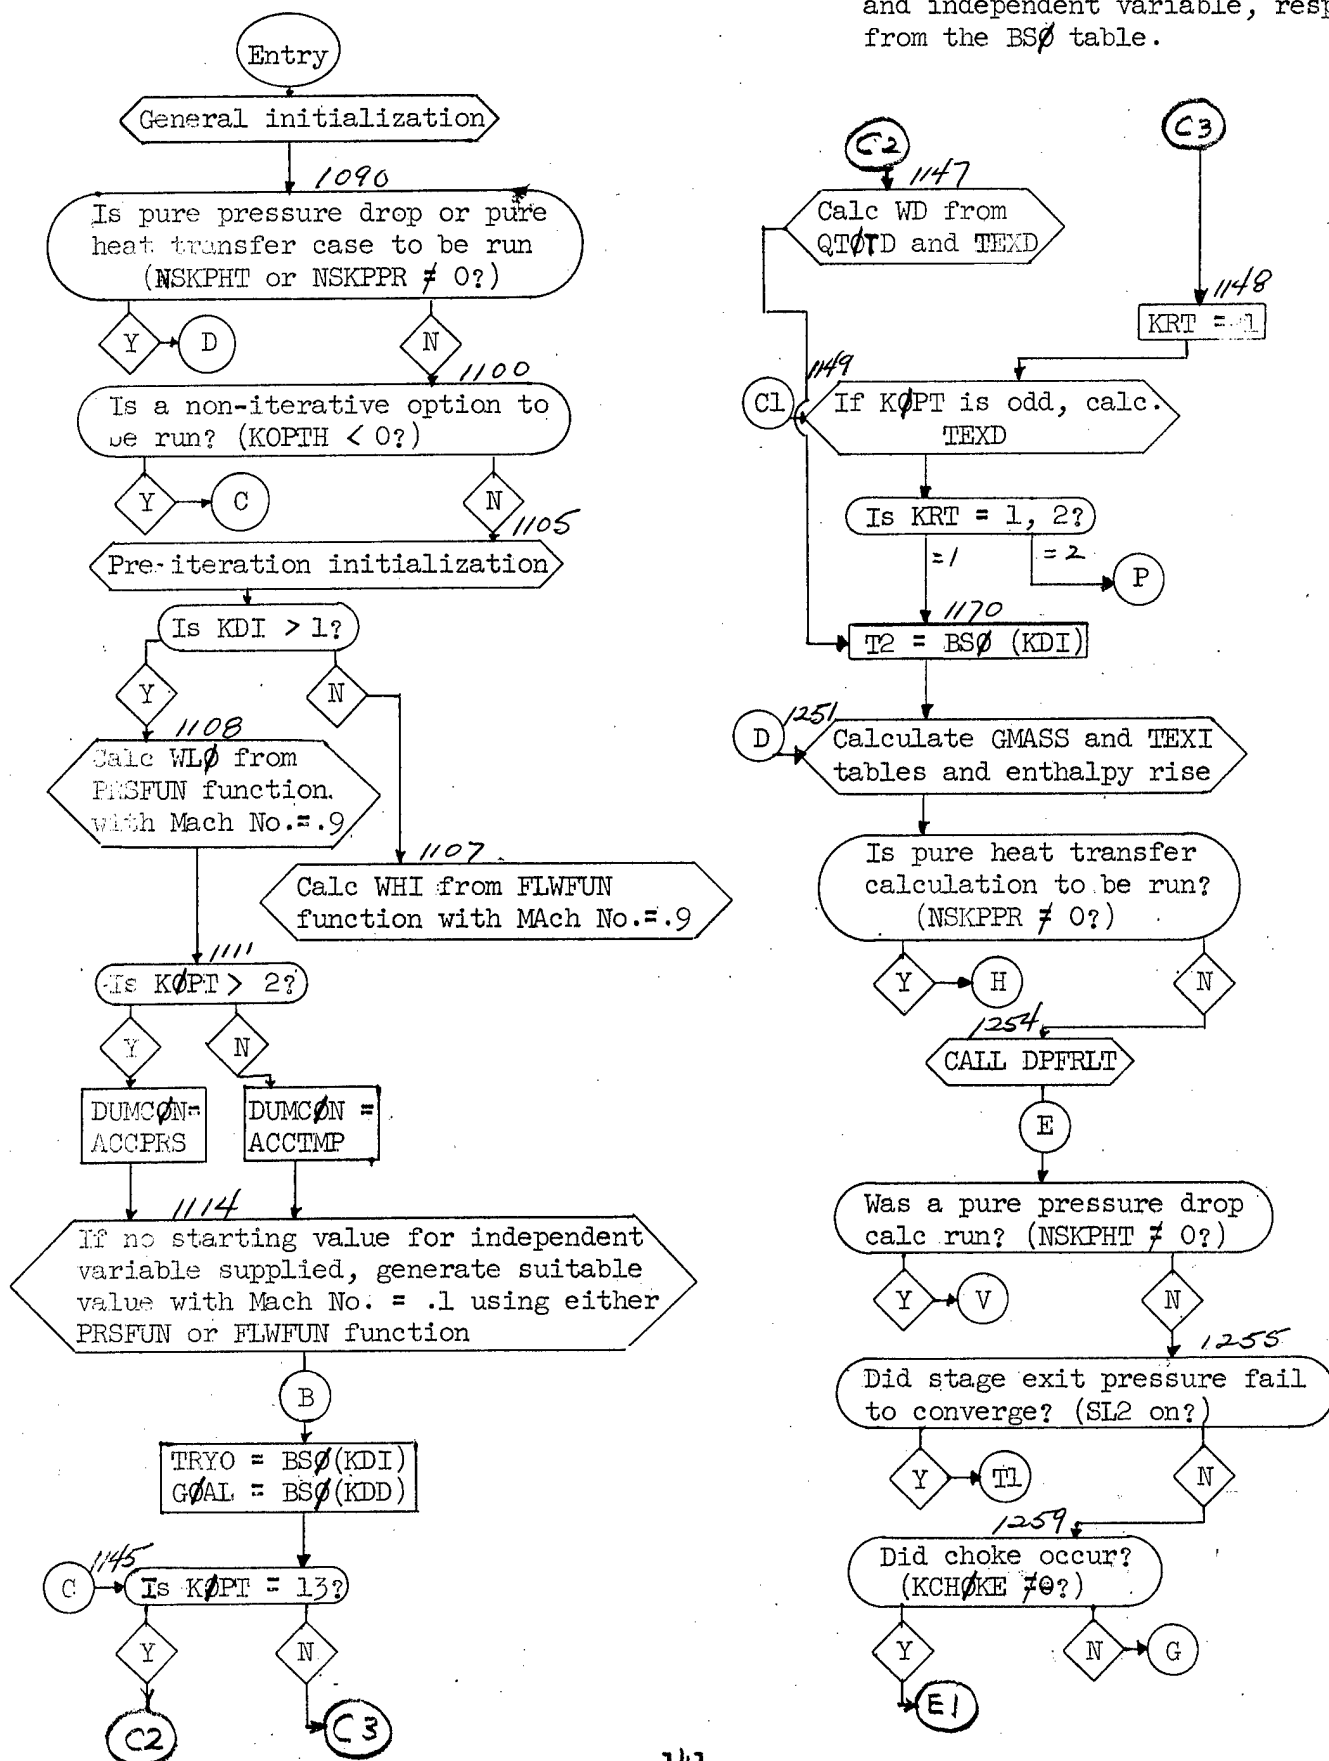 and independent variable, resp
from the BSØ table.
Entry
General initialization
1090
Is pure pressure drop or pure
heat transfer case to be run
(NSKPHT or NSKPPR ≠ 0?)
Y
D
N
1100
Is a non-iterative option to
be run? (KOPTH < 0?)
Y
C
N
1105
Pre-iteration initialization
Is KDI > 1?
Y
N
1108
Calc WLØ from
PRSFUN function
with Mach No.=.9
1107
Calc WHI from FLWFUN
function with MAch No.=.9
1111
Is KØPT > 2?
Y
N
DUMCØN=
ACCPRS
DUMCØN =
ACCTMP
1114
If no starting value for independent
variable supplied, generate suitable
value with Mach No. = .1 using either
PRSFUN or FLWFUN function
B
TRYO = BSØ(KDI)
GØAL = BSØ(KDD)
C
1145
Is KØPT = 13?
Y
N
C2
C3
C2
1147
Calc WD from
QTØTD and TEXD
C3
1148
KRT = 1
C1
1149
If KØPT is odd, calc.
TEXD
Is KRT = 1, 2?
=1
=2
P
1170
T2 = BSØ (KDI)
D
1251
Calculate GMASS and TEXI
tables and enthalpy rise
Is pure heat transfer
calculation to be run?
(NSKPPR ≠ 0?)
Y
H
N
1254
CALL DPFRLT
E
Was a pure pressure drop
calc run? (NSKPHT ≠ 0?)
Y
V
N
1255
Did stage exit pressure fail
to converge? (SL2 on?)
Y
T1
N
1259
Did choke occur?
(KCHØKE ≠0?)
Y
N
G
E1
141